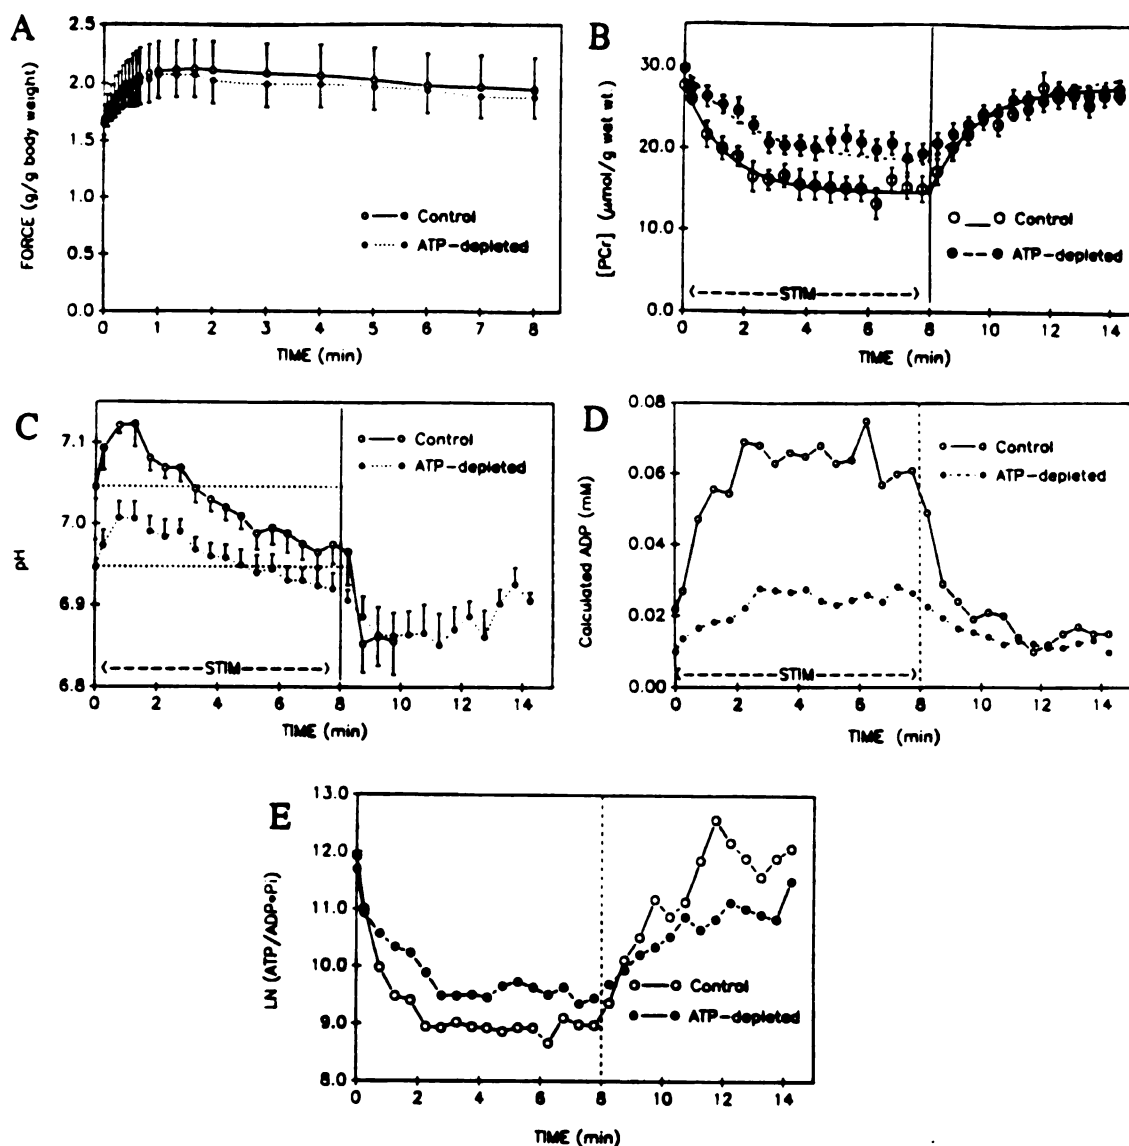 A
2.5
2.0
1.5
1.0
0.5
0.0
FORCE (g/g body weight)
Control
ATP-depleted
0 1 2 3 4 5 6 7 8
TIME (min)
B
30.0
20.0
10.0
0.0
[PCr] (μmol/g wet wt.)
Control
ATP-depleted
STIM
0 2 4 6 8 10 12 14
TIME (min)
C
7.1
7.0
6.9
6.8
pH
Control
ATP-depleted
STIM
0 2 4 6 8 10 12 14
TIME (min)
D
0.08
0.06
0.04
0.02
0.00
Calculated ADP (mM)
Control
ATP-depleted
STIM
0 2 4 6 8 10 12 14
TIME (min)
E
13.0
12.0
11.0
10.0
9.0
8.0
LN (ATP/ADP•Pi)
Control
ATP-depleted
0 2 4 6 8 10 12 14
TIME (min)